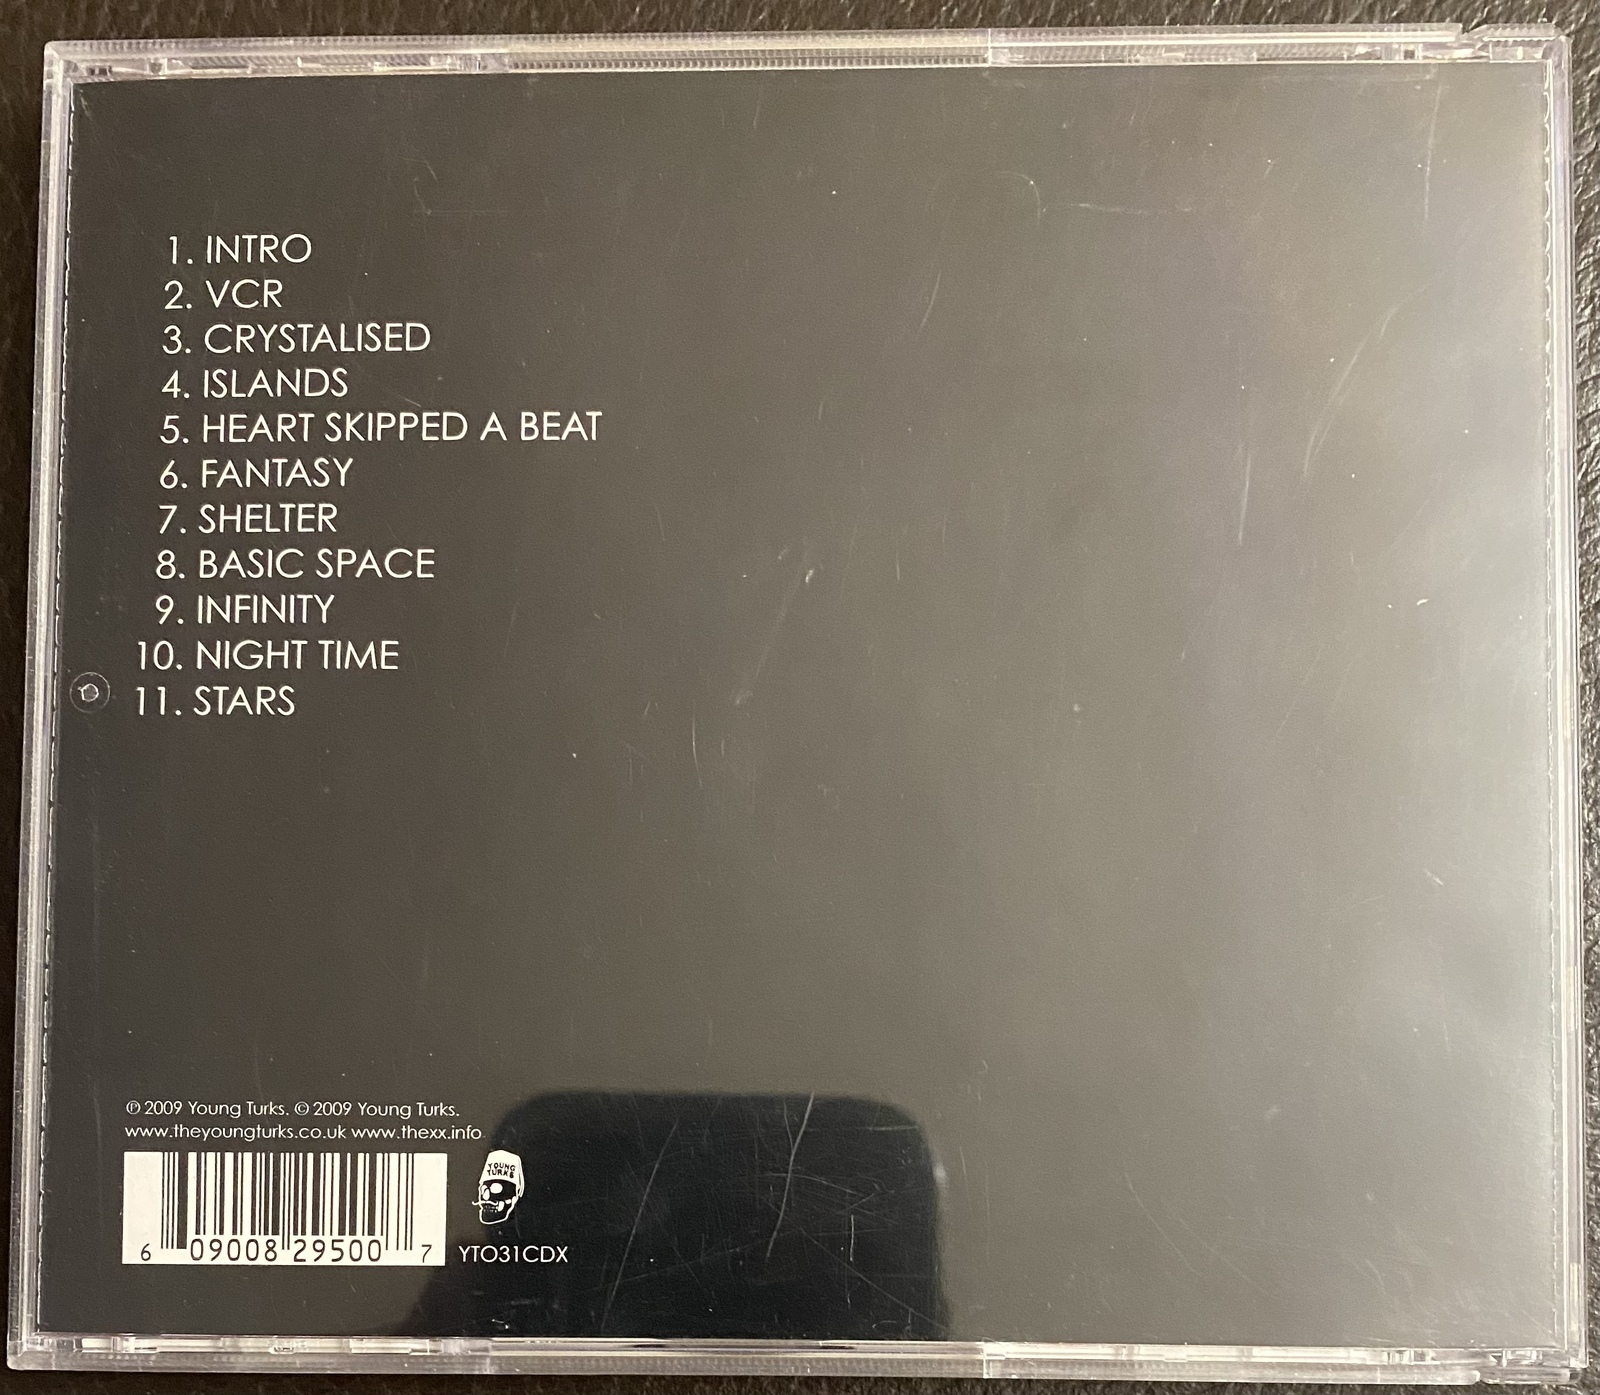 1. INTRO
2. VCR
3. CRYSTALISED
4. ISLANDS
5. HEART SKIPPED A BEAT
6. FANTASY
7. SHELTER
8. BASIC SPACE
9. INFINITY
10. NIGHT TIME
11. STARS
℗ 2009 Young Turks. © 2009 Young Turks.
www.theyoungturks.co.uk www.thexx.info
YOUNG
TURKS
6 09008 29500 7
YTO31CDX